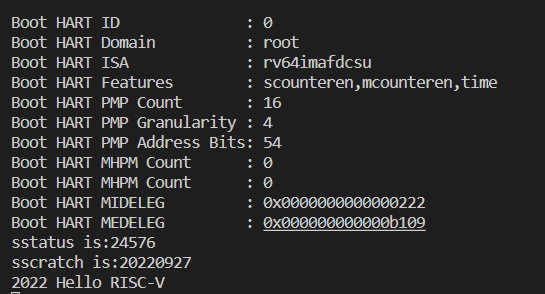 Boot HART ID : 0
Boot HART Domain : root
Boot HART ISA : rv64imafdcsu
Boot HART Features : scounteren,mcounteren,time
Boot HART PMP Count : 16
Boot HART PMP Granularity : 4
Boot HART PMP Address Bits: 54
Boot HART MHPM Count : 0
Boot HART MHPM Count : 0
Boot HART MIDELEG : 0x0000000000000222
Boot HART MEDELEG : 0x000000000000b109
sstatus is:24576
sscratch is:20220927
2022 Hello RISC-V